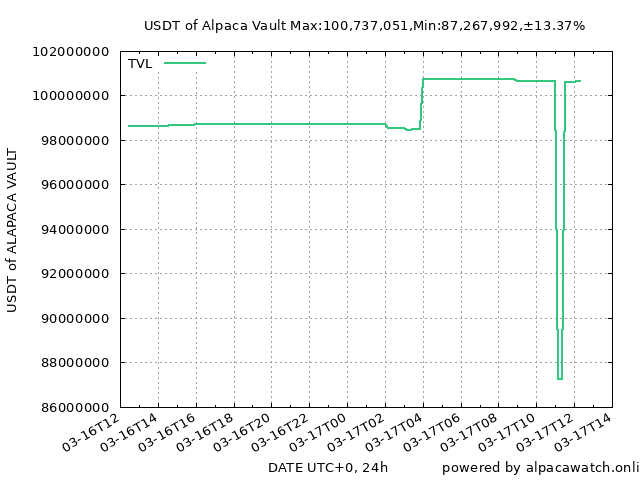 USDT of Alpaca Vault Max:100,737,051,Min:87,267,992,±13.37%
TVL
102000000
100000000
98000000
96000000
94000000
92000000
90000000
88000000
86000000
USDT of ALAPACA VAULT
03-16T12
03-16T14
03-16T16
03-16T18
03-16T20
03-16T22
03-17T00
03-17T02
03-17T04
03-17T06
03-17T08
03-17T10
03-17T12
03-17T14
DATE UTC+0, 24h
powered by alpacawatch.onli